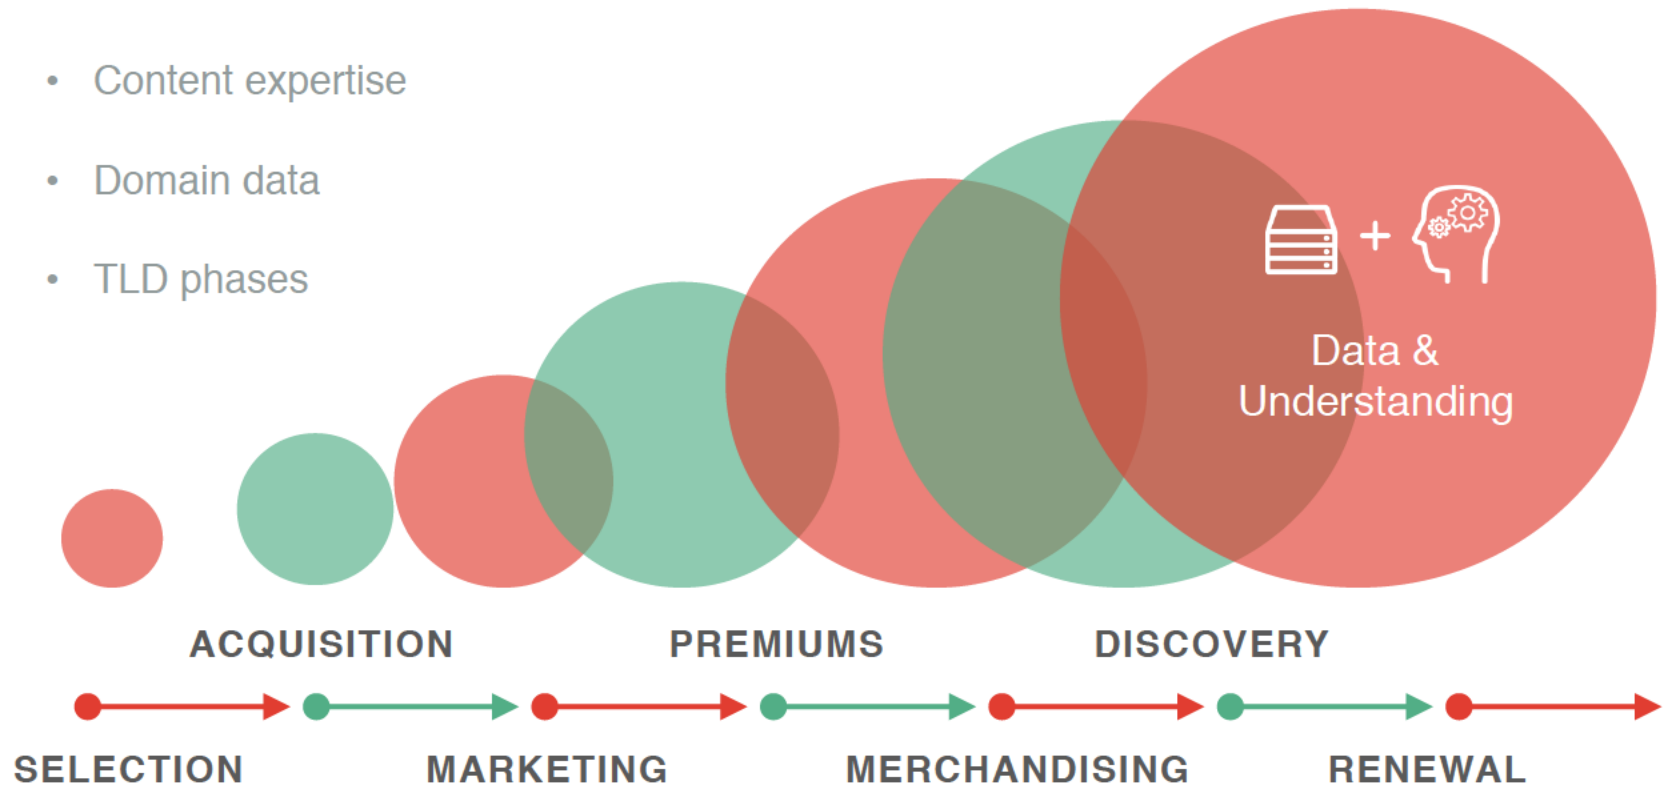 • Content expertise
• Domain data
• TLD phases
+
Data &
Understanding
ACQUISITION PREMIUMS DISCOVERY
SELECTION MARKETING MERCHANDISING RENEWAL